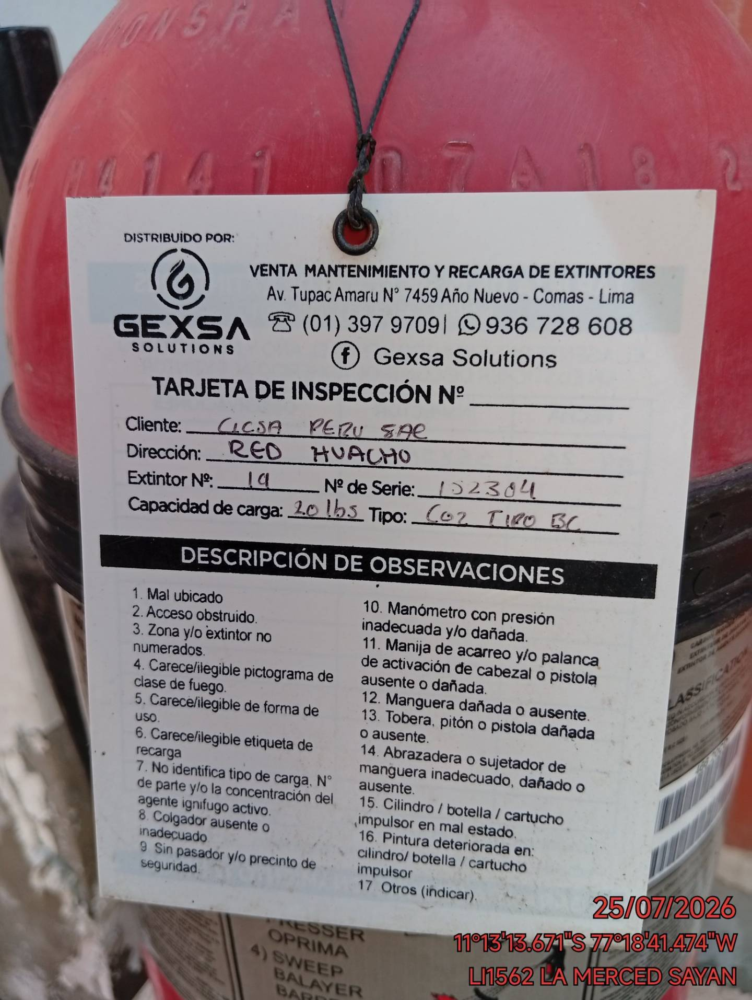 DISTRIBUIDO POR:
GEXSA
SOLUTIONS
VENTA MANTENIMIENTO Y RECARGA DE EXTINTORES
Av. Tupac Amaru N° 7459 Año Nuevo - Comas - Lima
(01) 397 9709| 936 728 608
Gexsa Solutions
TARJETA DE INSPECCIÓN Nº
Cliente: CICSA PERU SAC
Dirección: RED HUACHO
Extintor Nº: 19 Nº de Serie: 152304
Capacidad de carga: 20 lbs Tipo: CO2 TIPO BC
DESCRIPCIÓN DE OBSERVACIONES
1. Mal ubicado
2. Acceso obstruido.
3. Zona y/o extintor no
numerados.
4. Carece/ilegible pictograma de
clase de fuego.
5. Carece/ilegible de forma de
uso.
6. Carece/ilegible etiqueta de
recarga
7. No identifica tipo de carga, N°
de parte y/o la concentración del
agente ignifugo activo.
8. Colgador ausente o
inadecuado
9 Sin pasador y/o precinto de
seguridad.
10. Manómetro con presión
inadecuada y/o dañada.
11. Manija de acarreo y/o palanca
de activación de cabezal o pistola
ausente o dañada.
12. Manguera dañada o ausente.
13. Tobera, pitón o pistola dañada
o ausente.
14. Abrazadera o sujetador de
manguera inadecuado, dañado o
ausente.
15. Cilindro / botella / cartucho
impulsor en mal estado.
16. Pintura deteriorada en:
cilindro/ botella / cartucho
impulsor
17 Otros (indicar).
OPRIMA
4) SWEEP
BALAYER
25/07/2026
11°13'13.671"S 77°18'41.474"W
LI1562 LA MERCED SAYAN